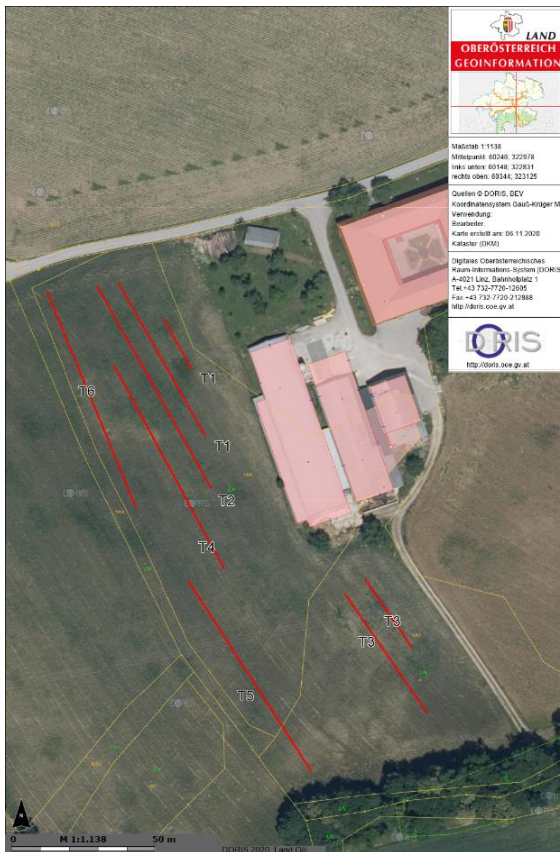 LAND
OBERÖSTERREICH
GEOINFORMATION
Maßstab 1:1138
Mittelpunkt: 60246; 322978
links unten: 60148; 322831
rechts oben: 60344; 323125
Quellen © DORIS, BEV
Koordinatensystem Gauß-Krüger M
Verwendung:
Bearbeiter:
Karte erstellt am: 06.11.2020
Kataster (DKM)
Digitales Oberösterreichisches
Raum-Informations-System [DORIS
A-4021 Linz, Bahnhofplatz 1
Tel.+43 732-7720-12605
Fax.+43 732-7720-212888
http://doris.ooe.gv.at
DORIS
http://doris.ooe.gv.at
T1
T6
T1
T2
T4
T3
T3
T5
N
0 M 1:1.138 50 m
DORIS 2020, Land Oö